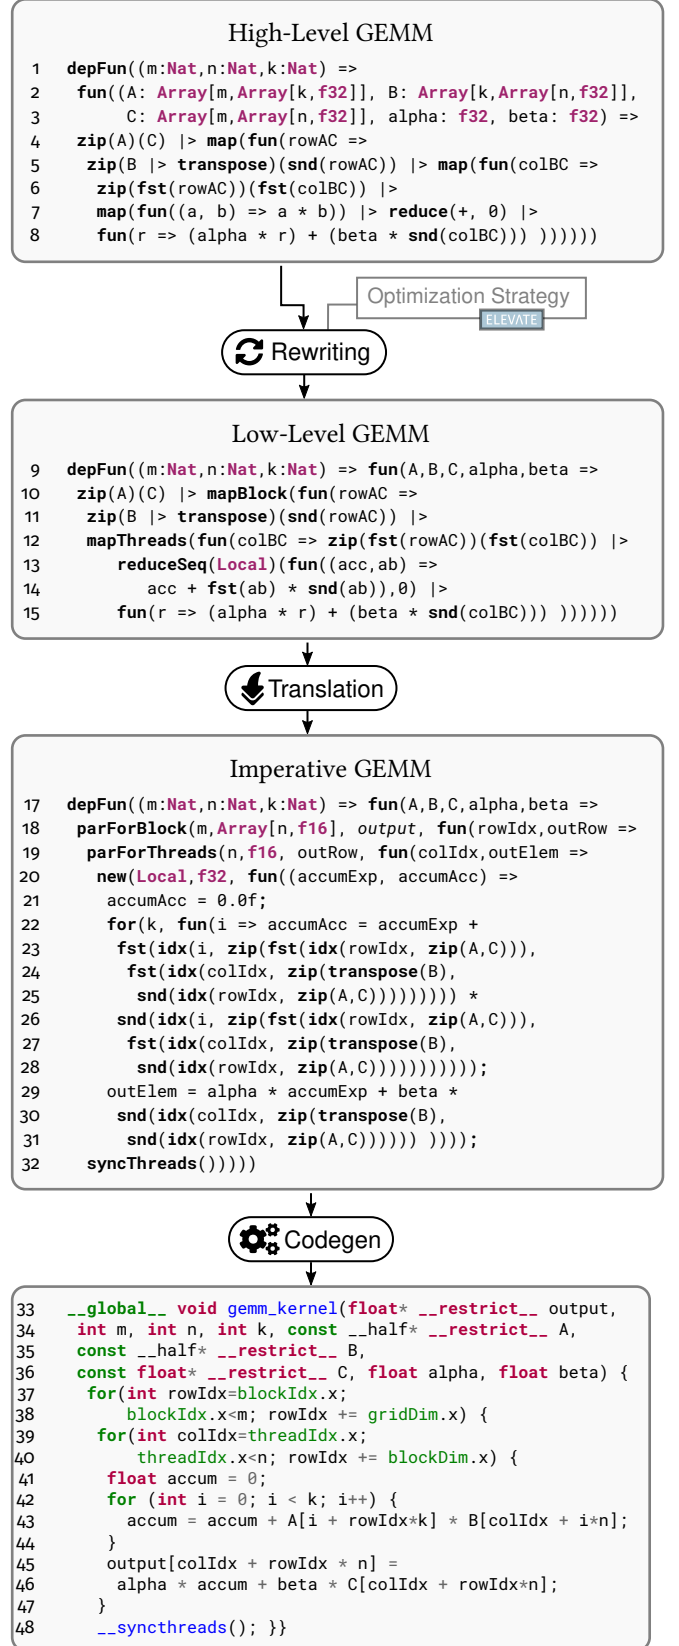 High-Level GEMM
1 depFun((m:Nat,n:Nat,k:Nat) =>
2 fun((A: Array[m,Array[k,f32]], B: Array[k,Array[n,f32]],
3 C: Array[m,Array[n,f32]], alpha: f32, beta: f32) =>
4 zip(A)(C) |> map(fun(rowAC =>
5 zip(B |> transpose)(snd(rowAC)) |> map(fun(colBC =>
6 zip(fst(rowAC))(fst(colBC)) |>
7 map(fun((a, b) => a * b)) |> reduce(+, 0) |>
8 fun(r => (alpha * r) + (beta * snd(colBC))) ))))))
Optimization Strategy
ELEVATE
Rewriting
Low-Level GEMM
9 depFun((m:Nat,n:Nat,k:Nat) => fun(A,B,C,alpha,beta =>
10 zip(A)(C) |> mapBlock(fun(rowAC =>
11 zip(B |> transpose)(snd(rowAC)) |>
12 mapThreads(fun(colBC => zip(fst(rowAC))(fst(colBC)) |>
13 reduceSeq(Local)(fun((acc,ab) =>
14 acc + fst(ab) * snd(ab)),0) |>
15 fun(r => (alpha * r) + (beta * snd(colBC))) ))))))
Translation
Imperative GEMM
17 depFun((m:Nat,n:Nat,k:Nat) => fun(A,B,C,alpha,beta =>
18 parForBlock(m,Array[n,f16], output, fun(rowIdx,outRow =>
19 parForThreads(n,f16, outRow, fun(colIdx,outElem =>
20 new(Local,f32, fun((accumExp, accumAcc) =>
21 accumAcc = 0.0f;
22 for(k, fun(i => accumAcc = accumExp +
23 fst(idx(i, zip(fst(idx(rowIdx, zip(A,C))),
24 fst(idx(colIdx, zip(transpose(B),
25 snd(idx(rowIdx, zip(A,C))))))))) *
26 snd(idx(i, zip(fst(idx(rowIdx, zip(A,C))),
27 fst(idx(colIdx, zip(transpose(B),
28 snd(idx(rowIdx, zip(A,C)))))))))));
29 outElem = alpha * accumExp + beta *
30 snd(idx(colIdx, zip(transpose(B),
31 snd(idx(rowIdx, zip(A,C)))))) ))));
32 syncThreads()))))
Codegen
33 __global__ void gemm_kernel(float* __restrict__ output,
34 int m, int n, int k, const __half* __restrict__ A,
35 const __half* __restrict__ B,
36 const float* __restrict__ C, float alpha, float beta) {
37 for(int rowIdx=blockIdx.x;
38 blockIdx.x<m; rowIdx += gridDim.x) {
39 for(int colIdx=threadIdx.x;
40 threadIdx.x<n; rowIdx += blockDim.x) {
41 float accum = 0;
42 for (int i = 0; i < k; i++) {
43 accum = accum + A[i + rowIdx*k] * B[colIdx + i*n];
44 }
45 output[colIdx + rowIdx * n] =
46 alpha * accum + beta * C[colIdx + rowIdx*n];
47 }
48 __syncthreads(); }}